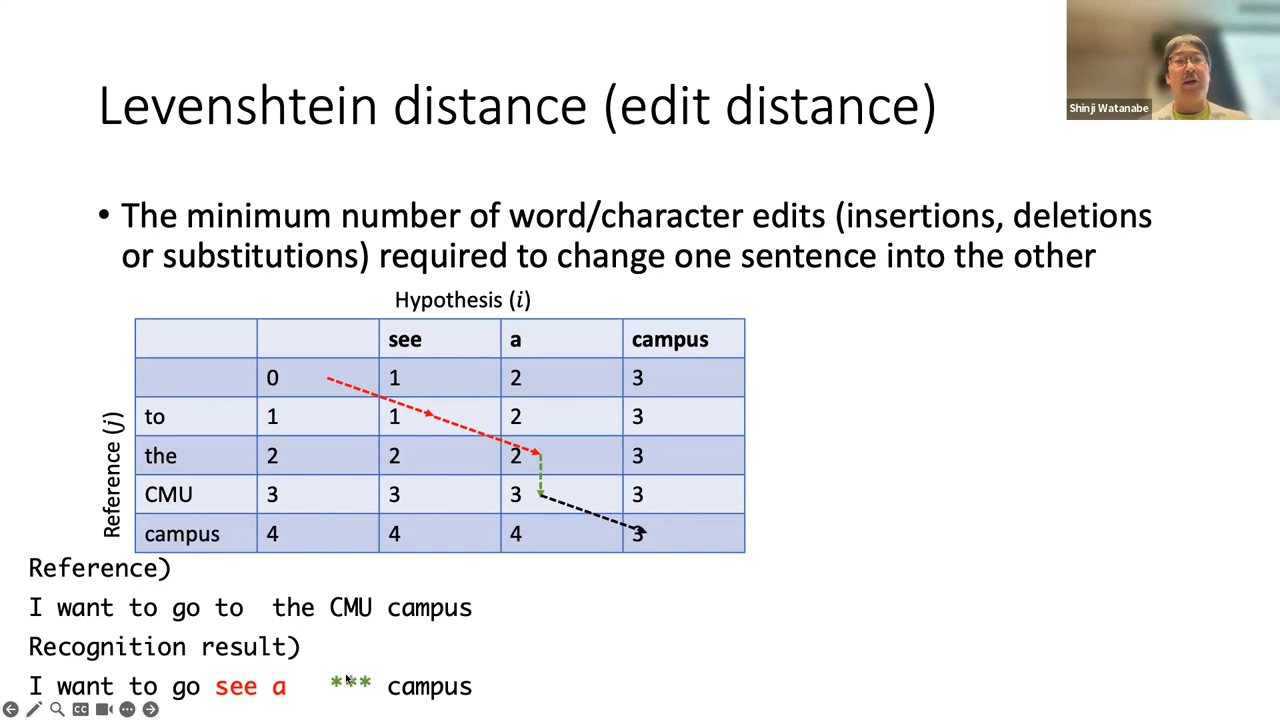 Shinji Watanabe
Levenshtein distance (edit distance)
• The minimum number of word/character edits (insertions, deletions
or substitutions) required to change one sentence into the other
Hypothesis (i)
see a campus
0 1 2 3
to 1 1 2 3
the 2 2 2 3
CMU 3 3 3 3
campus 4 4 4 3
Reference (j)
Reference)
I want to go to the CMU campus
Recognition result)
I want to go see a *** campus